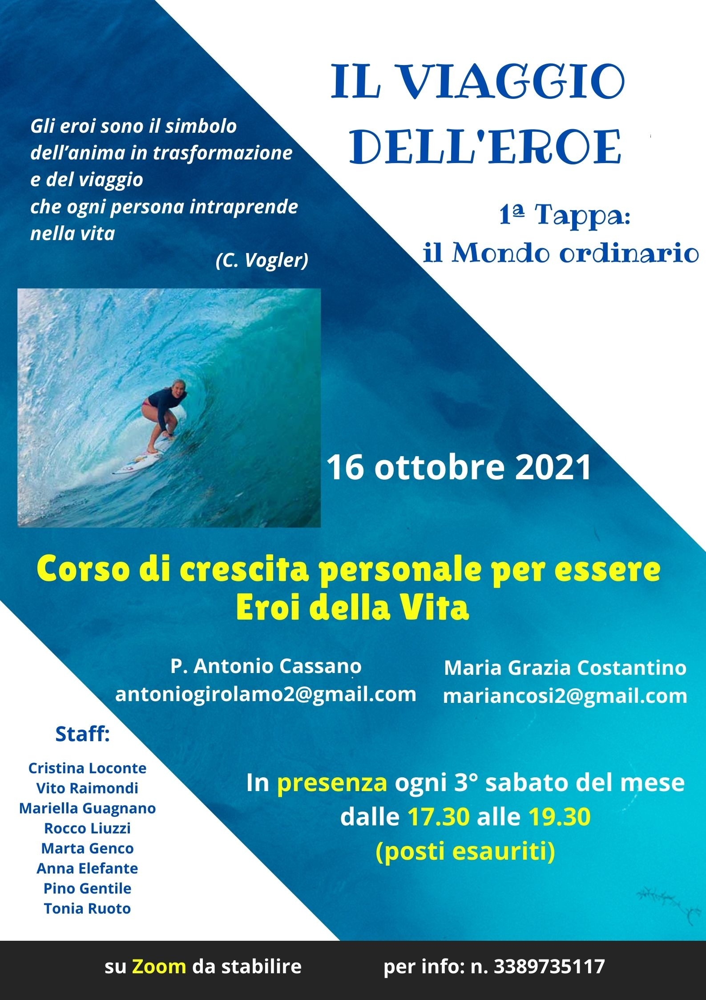 IL VIAGGIO
DELL'EROE
1ª Tappa:
il Mondo ordinario
Gli eroi sono il simbolo
dell’anima in trasformazione
e del viaggio
che ogni persona intraprende
nella vita
(C. Vogler)
16 ottobre 2021
Corso di crescita personale per essere
Eroi della Vita
P. Antonio Cassano
antoniogirolamo2@gmail.com
Maria Grazia Costantino
mariancosi2@gmail.com
Staff:
Cristina Loconte
Vito Raimondi
Mariella Guagnano
Rocco Liuzzi
Marta Genco
Anna Elefante
Pino Gentile
Tonia Ruoto
In presenza ogni 3° sabato del mese
dalle 17.30 alle 19.30
(posti esauriti)
su Zoom da stabilire
per info: n. 3389735117